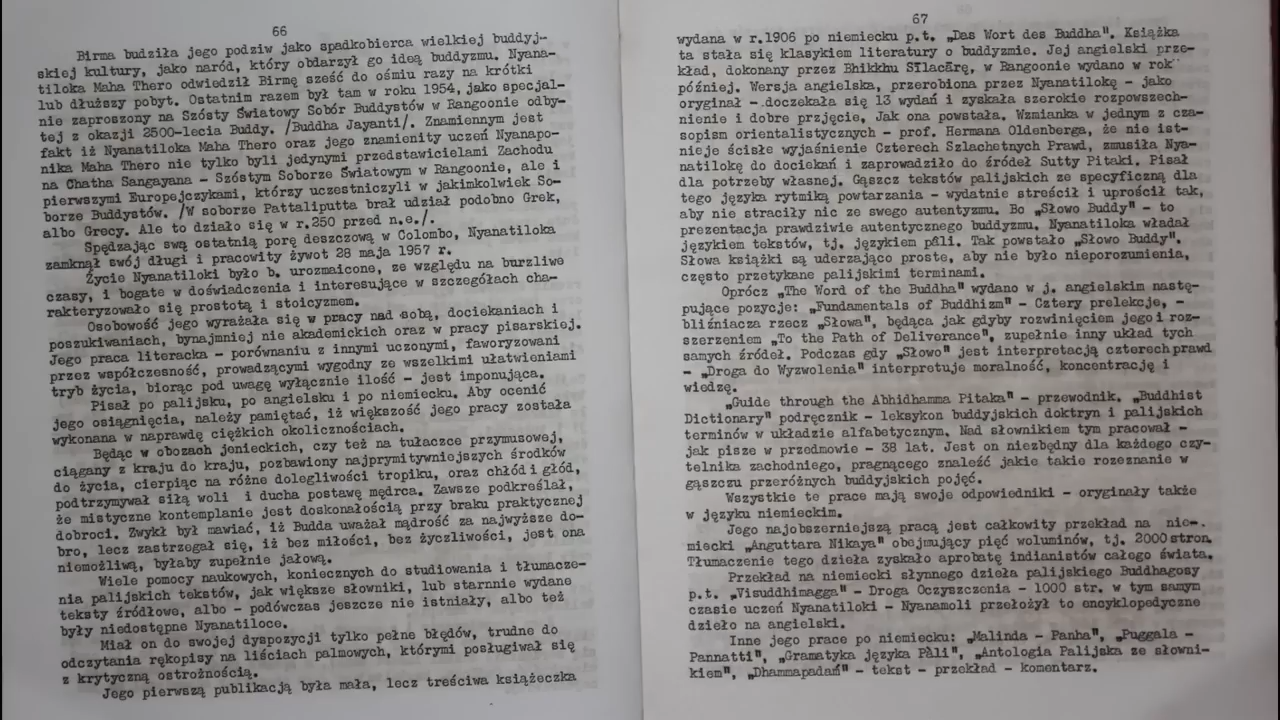 66
Birma budziła jego podziw jako spadkobierca wielkiej buddyj-
skiej kultury, jako naród, który obdarzył go ideą buddyzmu. Nyana-
tiloka Maha Thero odwiedził Birmę sześć do ośmiu razy na krótki
lub dłuższy pobyt. Ostatnim razem był tam w roku 1954, jako specjal-
nie zaproszony na Szósty Światowy Sobór Buddystów w Rangoonie odby-
tej z okazji 2500-lecia Buddy. /Buddha Jayanti/. Znamiennym jest
fakt iż Nyanatiloka Maha Thero oraz jego znamienity uczeń Nyanapo-
nika Maha Thero nie tylko byli jedynymi przedstawicielami Zachodu
na Chatha Sangayana - Szóstym Soborze Światowym w Rangoonie, ale i
pierwszymi Europejczykami, którzy uczestniczyli w jakimkolwiek So-
borze Buddystów. /W soborze Pattaliputta brał udział podobno Grek,
albo Grecy. Ale to działo się w r.250 przed n.e./.
Spędzając swą ostatnią porę deszczową w Colombo, Nyanatiloka
zamknął swój długi i pracowity żywot 28 maja 1957 r.
Życie Nyanatiloki było b. urozmaicone, ze względu na burzliwe
czasy, i bogate w doświadczenia i interesujące w szczegółach cha-
rakteryzowało się prostotą i stoicyzmem.
Osobowość jego wyrażała się w pracy nad sobą, dociekaniach i
poszukiwaniach, bynajmniej nie akademickich oraz w pracy pisarskiej.
Jego praca literacka - porównaniu z innymi uczonymi, faworyzowani
przez współczesność, prowadzącymi wygodny ze wszelkimi ułatwieniami
tryb życia, biorąc pod uwagę wyłącznie ilość - jest imponująca.
Pisał po palijsku, po angielsku i po niemiecku. Aby ocenić
jego osiągnięcia, należy pamiętać, iż większość jego pracy została
wykonana w naprawdę ciężkich okolicznościach.
Będąc w obozach jenieckich, czy też na tułaczce przymusowej,
ciągany z kraju do kraju, pozbawiony najprymitywniejszych środków
do życia, cierpiąc na różne dolegliwości tropiku, oraz chłód i głód,
podtrzymywał siłą woli i ducha postawę mędrca. Zawsze podkreślał,
że mistyczne kontemplanie jest doskonałością przy braku praktycznej
dobroci. Zwykł był mawiać, iż Budda uważał mądrość za najwyższe do-
bro, lecz zastrzegał się, iż bez miłości, bez życzliwości, jest ona
niemożliwą, byłaby zupełnie jałową.
Wiele pomocy naukowych, koniecznych do studiowania i tłumacze-
nia palijskich tekstów, jak większe słowniki, lub starnnie wydane
teksty źródłowe, albo - podówczas jeszcze nie istniały, albo też
były niedostępne Nyanatiloce.
Miał on do swojej dyspozycji tylko pełne błędów, trudne do
odczytania rękopisy na liściach palmowych, którymi posługiwał się
z krytyczną ostrożnością.
Jego pierwszą publikacją była mała, lecz treściwa książeczka
67
wydana w r.1906 po niemiecku p.t. „Das Wort des Buddha". Książka
ta stała się klasykiem literatury o buddyzmie. Jej angielski prze-
kład, dokonany przez Bhikkhu Sīlacārę, w Rangoonie wydano w rok
później. Wersja angielska, przerobiona przez Nyanatilokę - jako
oryginał -.doczekała się 13 wydań i zyskała szerokie rozpowszech-
nienie i dobre przjęcie. Jak ona powstała. Wzmianka w jednym z cza-
sopism orientalistycznych - prof. Hermana Oldenberga, że nie ist-
nieje ścisłe wyjaśnienie Czterech Szlachetnych Prawd, zmusiła Nya-
natilokę do dociekań i zaprowadziło do źródeł Sutty Pitaki. Pisał
dla potrzeby własnej. Gąszcz tekstów palijskich ze specyficzną dla
tego języka rytmiką powtarzania - wydatnie streścił i uprościł tak,
aby nie straciły nic ze swego autentyzmu. Bo „Słowo Buddy" - to
prezentacja prawdziwie autentycznego buddyzmu. Nyanatiloka władał
językiem tekstów, tj. językiem pāli. Tak powstało „Słowo Buddy".
Słowa książki są uderzająco proste, aby nie było nieporozumienia,
często przetykane palijskimi terminami.
Oprócz „The Word of the Buddha" wydano w j. angielskim nastę-
pujące pozycje: „Fundamentals of Buddhizm" - Cztery prelekcje, -
bliźniacza rzecz „Słowa", będąca jak gdyby rozwinięciem jego i roz-
szerzeniem „To the Path of Deliverance", zupełnie inny układ tych
samych źródeł. Podczas gdy „Słowo" jest interpretacją czterech prawd
- „Droga do Wyzwolenia" interpretuje moralność, koncentrację i
wiedzę.
„Guide through the Abhidhamma Pitaka" - przewodnik. „Buddhist
Dictionary" podręcznik - leksykon buddyjskich doktryn i palijskich
terminów w układzie alfabetycznym. Nad słownikiem tym pracował -
jak pisze w przedmowie - 38 lat. Jest on niezbędny dla każdego czy-
telnika zachodniego, pragnącego znaleźć jakie takie rozeznanie w
gąszczu przeróżnych buddyjskich pojęć.
Wszystkie te prace mają swoje odpowiedniki - oryginały także
w języku niemieckim.
Jego najobszerniejszą pracą jest całkowity przekład na nie-.
miecki „Anguttara Nikaya" obejmujący pięć woluminów, tj. 2000 stron.
Tłumaczenie tego dzieła zyskało aprobatę indianistów całego świata.
Przekład na niemiecki słynnego dzieła palijskiego Buddhagosy
p.t. „Visuddhimagga" - Droga Oczyszczenia - 1000 str. w tym samym
czasie uczeń Nyanatiloki - Nyanamoli przełożył to encyklopedyczne
dzieło na angielski.
Inne jego prace po niemiecku: „Malinda - Panha", „Puggala -
Pannatti", „Gramatyka języka Pāli", „Antologia Palijska ze słowni-
kiem", „Dhammapadam" - tekst - przekład - komentarz.